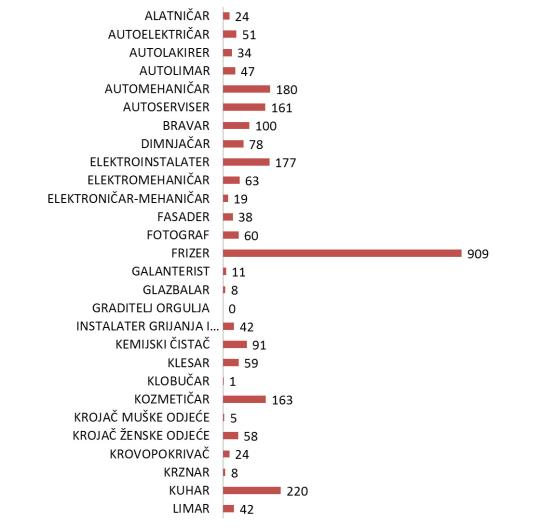 ALATNIČAR 24
AUTOELEKTRIČAR 51
AUTOLAKIRER 34
AUTOLIMAR 47
AUTOMEHANIČAR 180
AUTOSERVISER 161
BRAVAR 100
DIMNJAČAR 78
ELEKTROINSTALATER 177
ELEKTROMEHANIČAR 63
ELEKTRONIČAR-MEHANIČAR 19
FASADER 38
FOTOGRAF 60
FRIZER 909
GALANTERIST 11
GLAZBALAR 8
GRADITELJ ORGULJA 0
INSTALATER GRIJANJA I... 42
KEMIJSKI ČISTAČ 91
KLESAR 59
KLOBUČAR 1
KOZMETIČAR 163
KROJAČ MUŠKE ODJEĆE 5
KROJAČ ŽENSKE ODJEĆE 58
KROVOPOKRIVAČ 24
KRZNAR 8
KUHAR 220
LIMAR 42